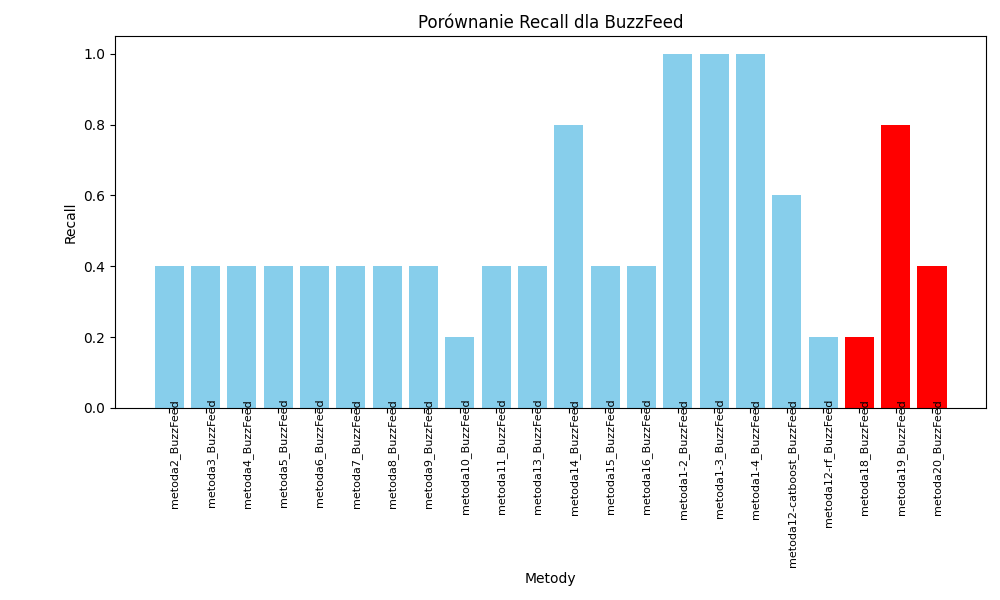 Porównanie Recall dla BuzzFeed
Recall
1.0
0.8
0.6
0.4
0.2
0.0
metoda2_BuzzFeed
metoda3_BuzzFeed
metoda4_BuzzFeed
metoda5_BuzzFeed
metoda6_BuzzFeed
metoda7_BuzzFeed
metoda8_BuzzFeed
metoda9_BuzzFeed
metoda10_BuzzFeed
metoda11_BuzzFeed
metoda13_BuzzFeed
metoda14_BuzzFeed
metoda15_BuzzFeed
metoda16_BuzzFeed
metoda1-2_BuzzFeed
metoda1-3_BuzzFeed
metoda1-4_BuzzFeed
metoda12-catboost_BuzzFeed
metoda12-rf_BuzzFeed
metoda18_BuzzFeed
metoda19_BuzzFeed
metoda20_BuzzFeed
Metody